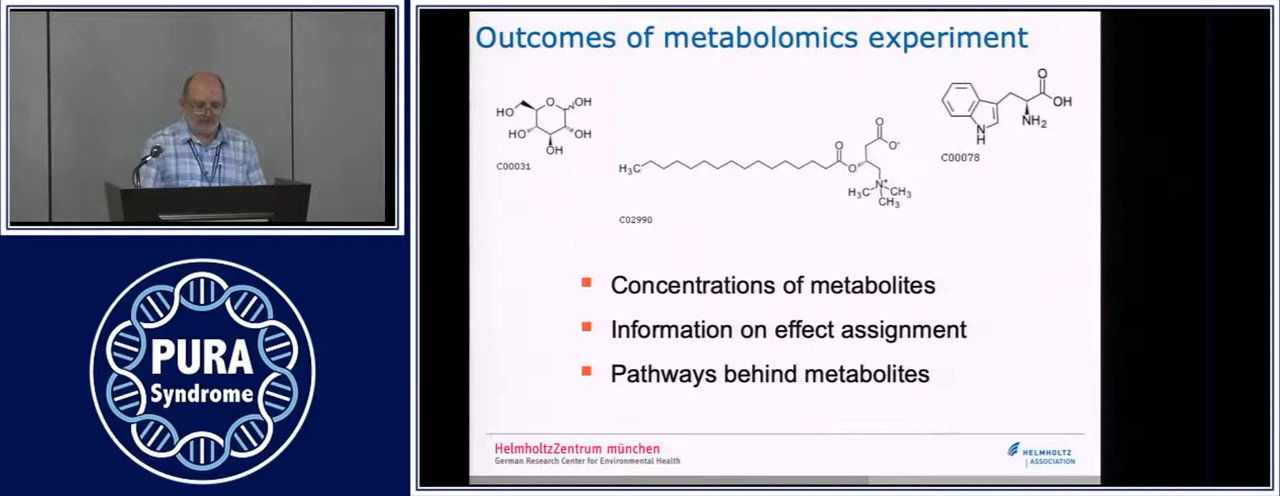 PURA
Syndrome
Outcomes of metabolomics experiment
HO
O
OH
HO
OH
OH
C00031
H₃C
O
O
O
O⁻
N⁺
H₃C
CH₃
CH₃
C02990
O
OH
NH₂
N
H
C00078
Concentrations of metabolites
Information on effect assignment
Pathways behind metabolites
HelmholtzZentrum münchen
German Research Center for Environmental Health
HELMHOLTZ
ASSOCIATION